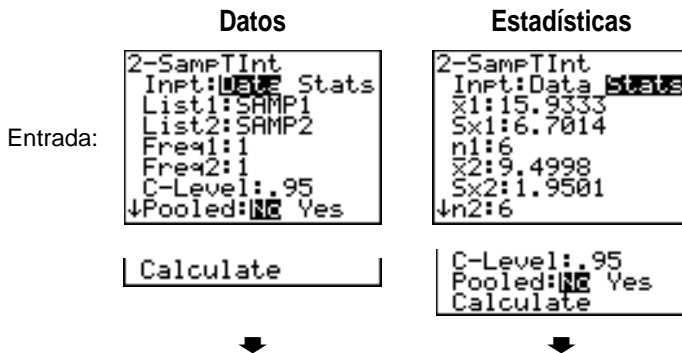 Datos
Estadísticas
Entrada:
2-SampTInt
Inpt:Data Stats
List1:SAMP1
List2:SAMP2
Freq1:1
Freq2:1
C-Level:.95
↓Pooled:No Yes
Calculate
2-SampTInt
Inpt:Data Stats
x̄1:15.9333
Sx1:6.7014
n1:6
x̄2:9.4998
Sx2:1.9501
↓n2:6
C-Level:.95
Pooled:No Yes
Calculate